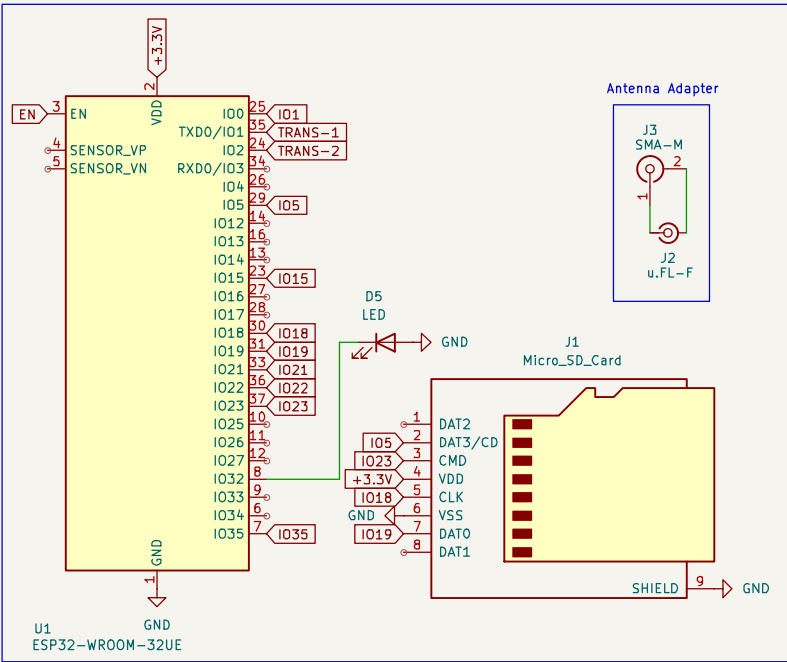 +3.3V
2
VDD
EN
3
EN
4
SENSOR_VP
5
SENSOR_VN
IO0
25
IO1
TXD0/IO1
35
TRANS-1
IO2
24
TRANS-2
RXD0/IO3
34
IO4
26
IO5
29
IO5
IO12
14
IO13
16
IO14
13
IO15
23
IO15
IO16
27
IO17
28
IO18
30
IO18
IO19
31
IO19
IO21
33
IO21
IO22
36
IO22
IO23
37
IO23
IO25
10
IO26
11
IO27
12
IO32
8
IO33
9
IO34
6
IO35
7
IO35
GND
1
GND
U1
ESP32-WROOM-32UE
D5
LED
GND
Antenna Adapter
J3
SMA-M
2
1
J2
u.FL-F
J1
Micro_SD_Card
1
DAT2
IO5
2
DAT3/CD
IO23
3
CMD
+3.3V
4
VDD
IO18
5
CLK
GND
6
VSS
IO19
7
DAT0
8
DAT1
SHIELD
9
GND